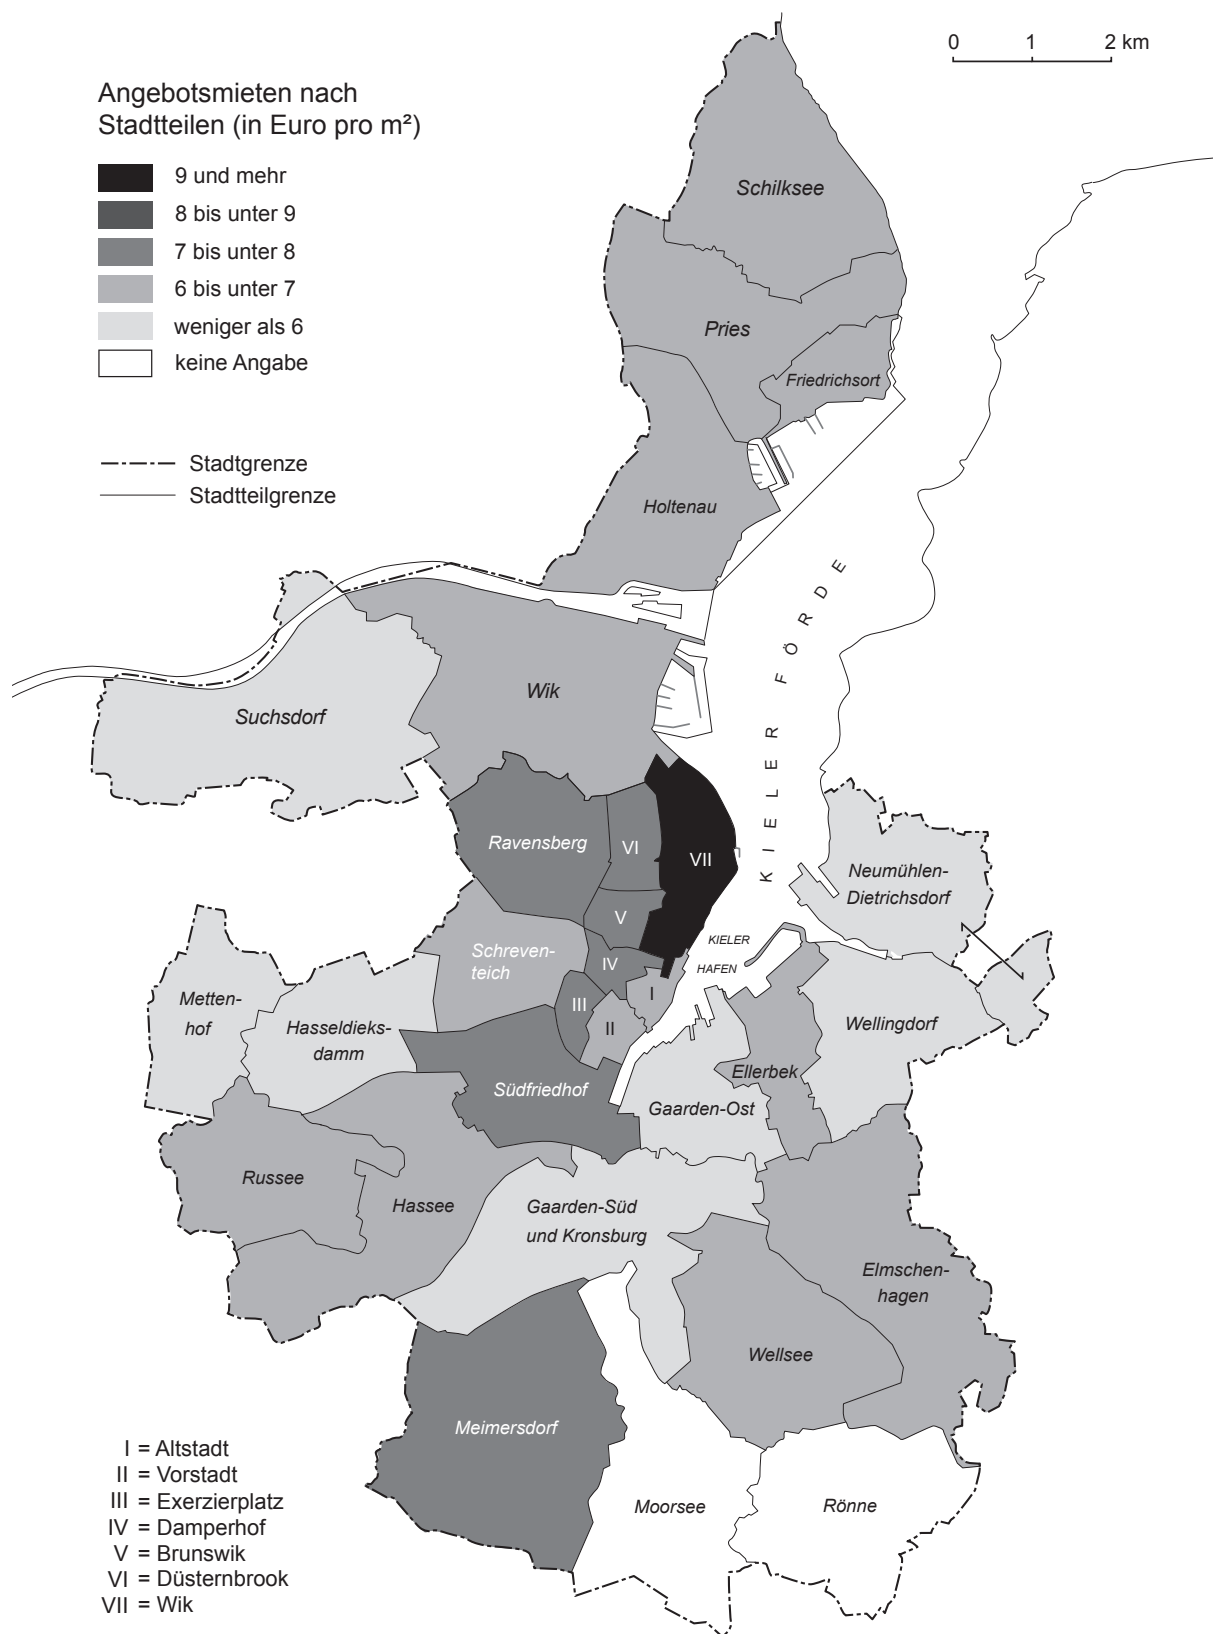 0 1 2 km
Angebotsmieten nach
Stadtteilen (in Euro pro m²)
9 und mehr
8 bis unter 9
7 bis unter 8
6 bis unter 7
weniger als 6
keine Angabe
Stadtgrenze
Stadtteilgrenze
Schilksee
Pries
Friedrichsort
Holtenau
KIELER FÖRDE
Wik
Suchsdorf
Ravensberg
VI
VII
V
Neumühlen-
Dietrichsdorf
KIELER
HAFEN
Schreven-
teich
IV
III
II
I
Metten-
hof
Hasseldieks-
damm
Wellingdorf
Ellerbek
Südfriedhof
Gaarden-Ost
Russee
Hassee
Gaarden-Süd
und Kronsburg
Elmschen-
hagen
Wellsee
Meimersdorf
Moorsee
Rönne
I = Altstadt
II = Vorstadt
III = Exerzierplatz
IV = Damperhof
V = Brunswik
VI = Düsternbrook
VII = Wik